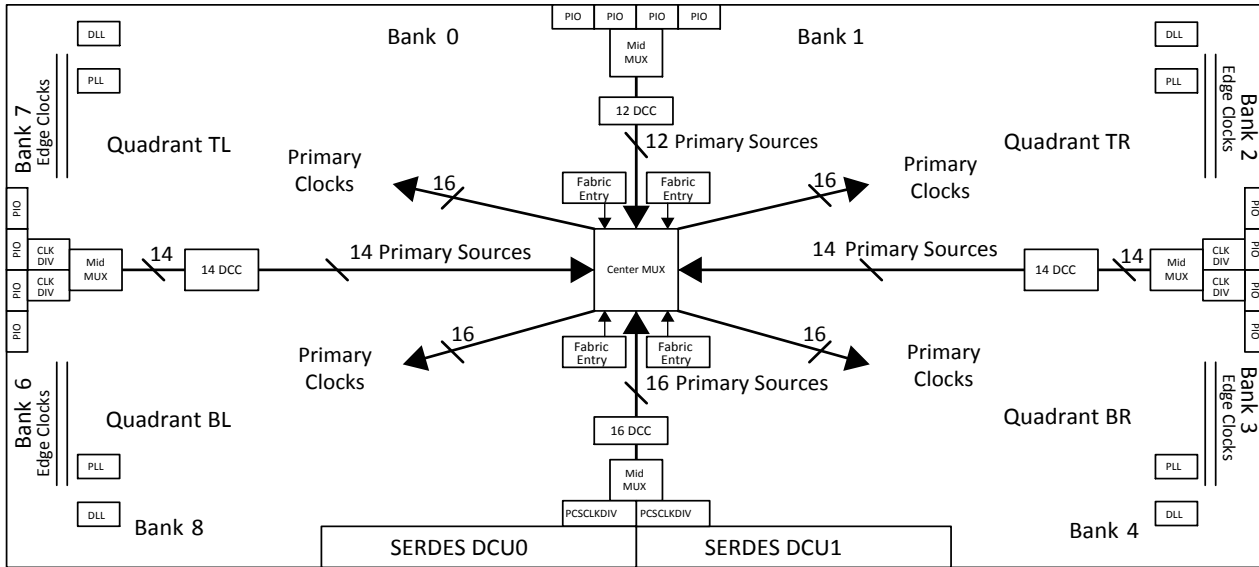 PIO
PIO
PIO
PIO
Bank 0
Bank 1
Mid
MUX
DLL
DLL
PLL
PLL
Bank 7
Edge Clocks
Edge Clocks
Bank 2
12 DCC
Quadrant TL
12 Primary Sources
Quadrant TR
Primary
Clocks
16
Fabric
Entry
Fabric
Entry
16
Primary
Clocks
PIO
PIO
PIO
PIO
CLK
DIV
CLK
DIV
Mid
MUX
14
14 DCC
14 Primary Sources
Center MUX
14 Primary Sources
14 DCC
14
Mid
MUX
CLK
DIV
CLK
DIV
PIO
PIO
PIO
PIO
Primary
Clocks
16
Fabric
Entry
Fabric
Entry
16
Primary
Clocks
16 Primary Sources
Bank 6
Edge Clocks
Quadrant BL
16 DCC
Quadrant BR
Edge Clocks
Bank 3
PLL
PLL
Mid
MUX
DLL
DLL
Bank 8
PCSCLKDIV
PCSCLKDIV
Bank 4
SERDES DCU0
SERDES DCU1